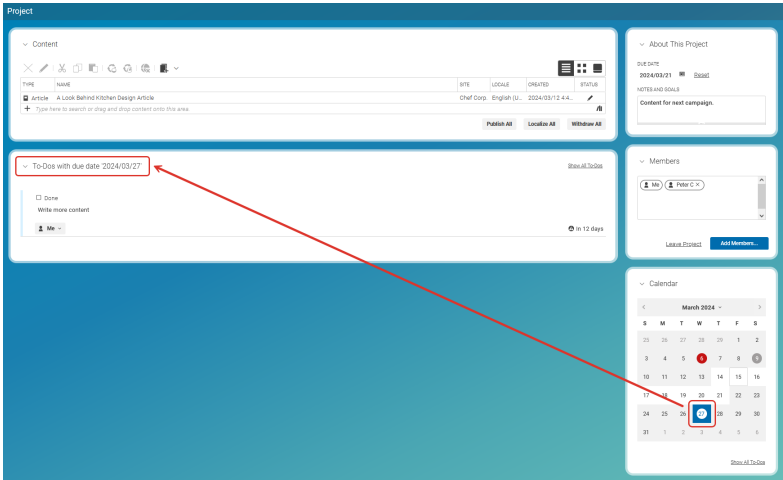 Project
Content
TYPE NAME SITE LOCALE CREATED STATUS
Article A Look Behind Kitchen Design Article Chef Corp. English (U... 2024/03/12 4:4...
Type here to search or drag and drop content onto this area.
Publish All Localize All Withdraw All
To-Dos with due date '2024/03/27' Show All To-Dos
Done
Write more content
Me In 12 days
About This Project
DUE DATE
2024/03/21 Reset
NOTES AND GOALS
Content for next campaign.
Members
Me Peter C ×
Leave Project Add Members...
Calendar
< March 2024 >
S M T W T F S
25 26 27 28 29 1 2
3 4 5 6 7 8 9
10 11 12 13 14 15 16
17 18 19 20 21 22 23
24 25 26 27 28 29 30
31 1 2 3 4 5 6
Show All To-Dos